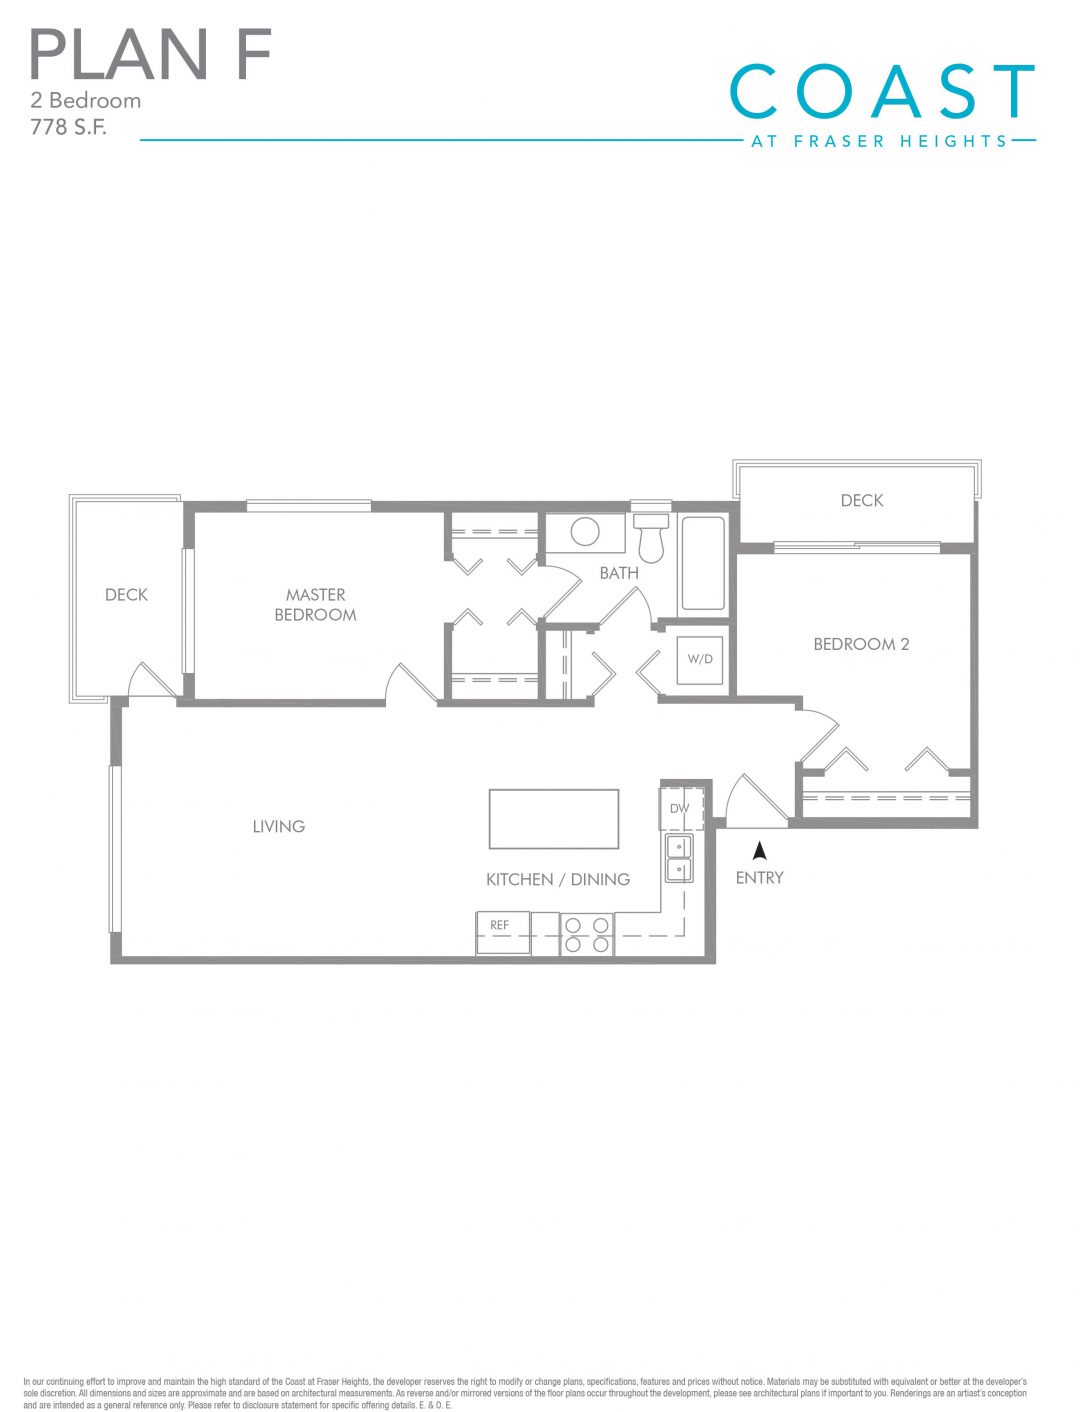 PLAN F
2 Bedroom
778 S.F.
COAST
AT FRASER HEIGHTS
DECK
DECK
MASTER
BEDROOM
BATH
W/D
BEDROOM 2
LIVING
DW
KITCHEN / DINING
ENTRY
REF
In our continuing effort to improve and maintain the high standard of the Coast at Fraser Heights, the developer reserves the right to modify or change plans, specifications, features and prices without notice. Materials may be substituted with equivalent or better at the developer's
sole discretion. All dimensions and sizes are approximate and are based on architectural measurements. As reverse and/or mirrored versions of the floor plans occur throughout the development, please see architectural plans if important to you. Renderings are an artiast's conception
and are intended as a general reference only. Please refer to disclosure statement for specific offering details. E. & O. E.